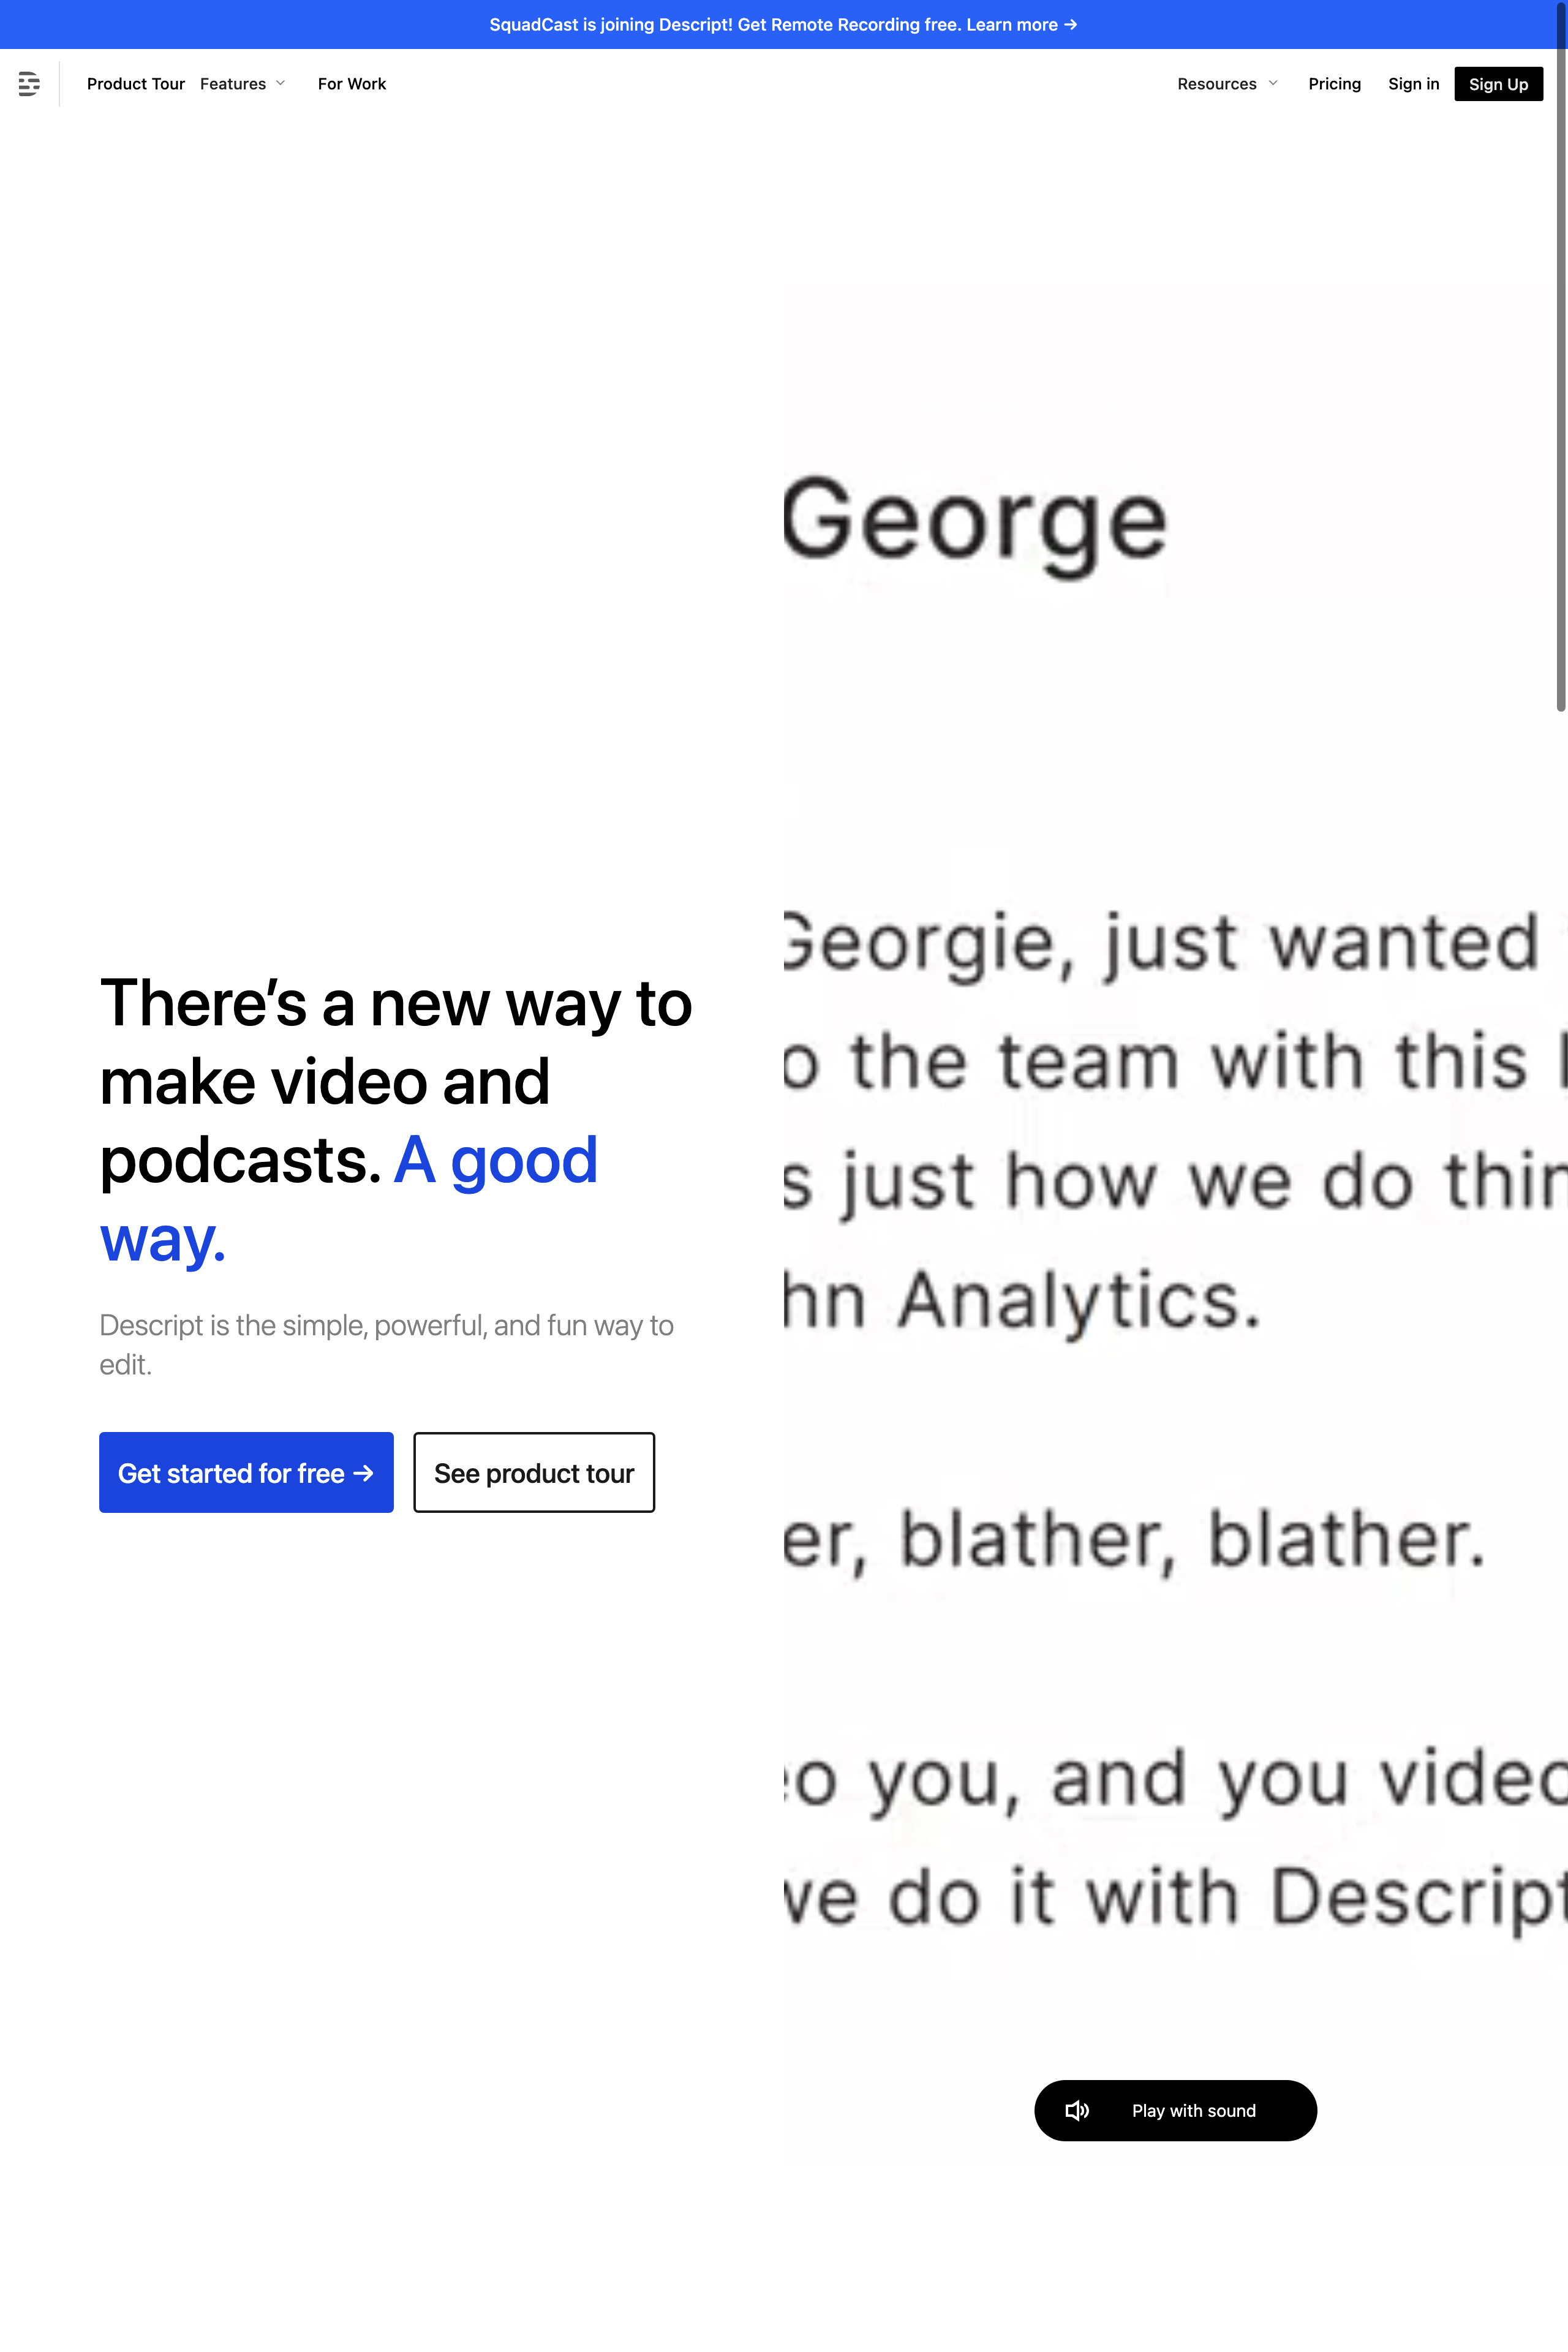 SquadCast is joining Descript! Get Remote Recording free. Learn more →
Product Tour Features For Work Resources Pricing Sign in Sign Up
There’s a new way to
make video and
podcasts. A good
way.
Descript is the simple, powerful, and fun way to
edit.
Get started for free → See product tour
George
Georgie, just wanted
o the team with this
s just how we do thin
hn Analytics.
er, blather, blather.
eo you, and you video
we do it with Descript
Play with sound